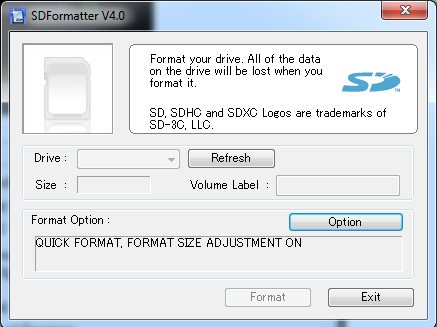 SDFormatter V4.0
Format your drive. All of the data
on the drive will be lost when you
format it.
SD, SDHC and SDXC Logos are trademarks of
SD-3C, LLC.
SD
TM
Drive :
Refresh
Size :
Volume Label :
Format Option :
Option
QUICK FORMAT, FORMAT SIZE ADJUSTMENT ON
Format
Exit